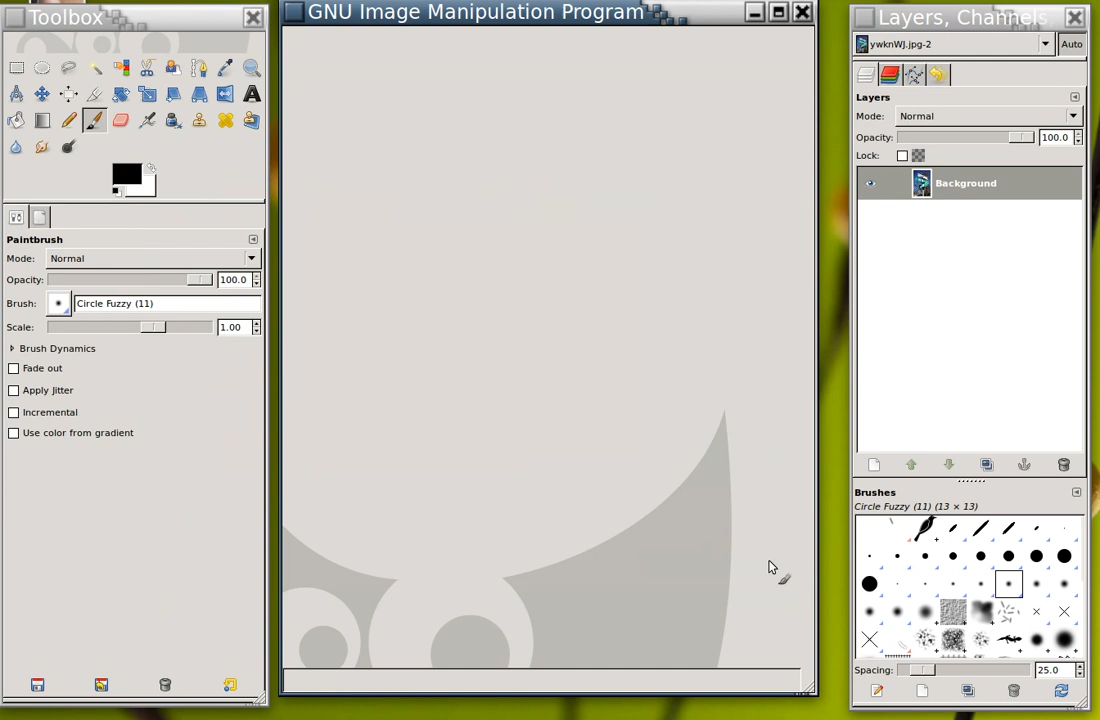 Toolbox
Paintbrush
Mode: Normal
Opacity: 100.0
Brush: Circle Fuzzy (11)
Scale: 1.00
Brush Dynamics
Fade out
Apply Jitter
Incremental
Use color from gradient
GNU Image Manipulation Program
Layers, Channels
ywknWJ.jpg-2
Auto
Layers
Mode: Normal
Opacity: 100.0
Lock:
Background
Brushes
Circle Fuzzy (11) (13 × 13)
Spacing: 25.0